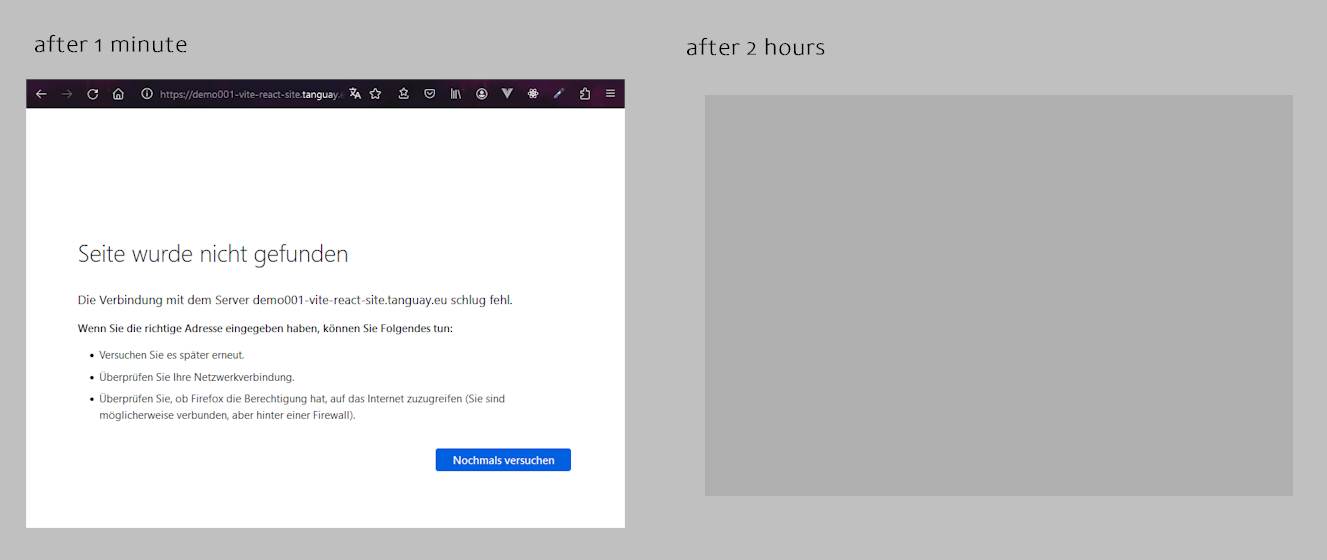 after 1 minute
after 2 hours
https://demo001-vite-react-site.tanguay.e
Seite wurde nicht gefunden
Die Verbindung mit dem Server demo001-vite-react-site.tanguay.eu schlug fehl.
Wenn Sie die richtige Adresse eingegeben haben, können Sie Folgendes tun:
• Versuchen Sie es später erneut.
• Überprüfen Sie Ihre Netzwerkverbindung.
• Überprüfen Sie, ob Firefox die Berechtigung hat, auf das Internet zuzugreifen (Sie sind
möglicherweise verbunden, aber hinter einer Firewall).
Nochmals versuchen